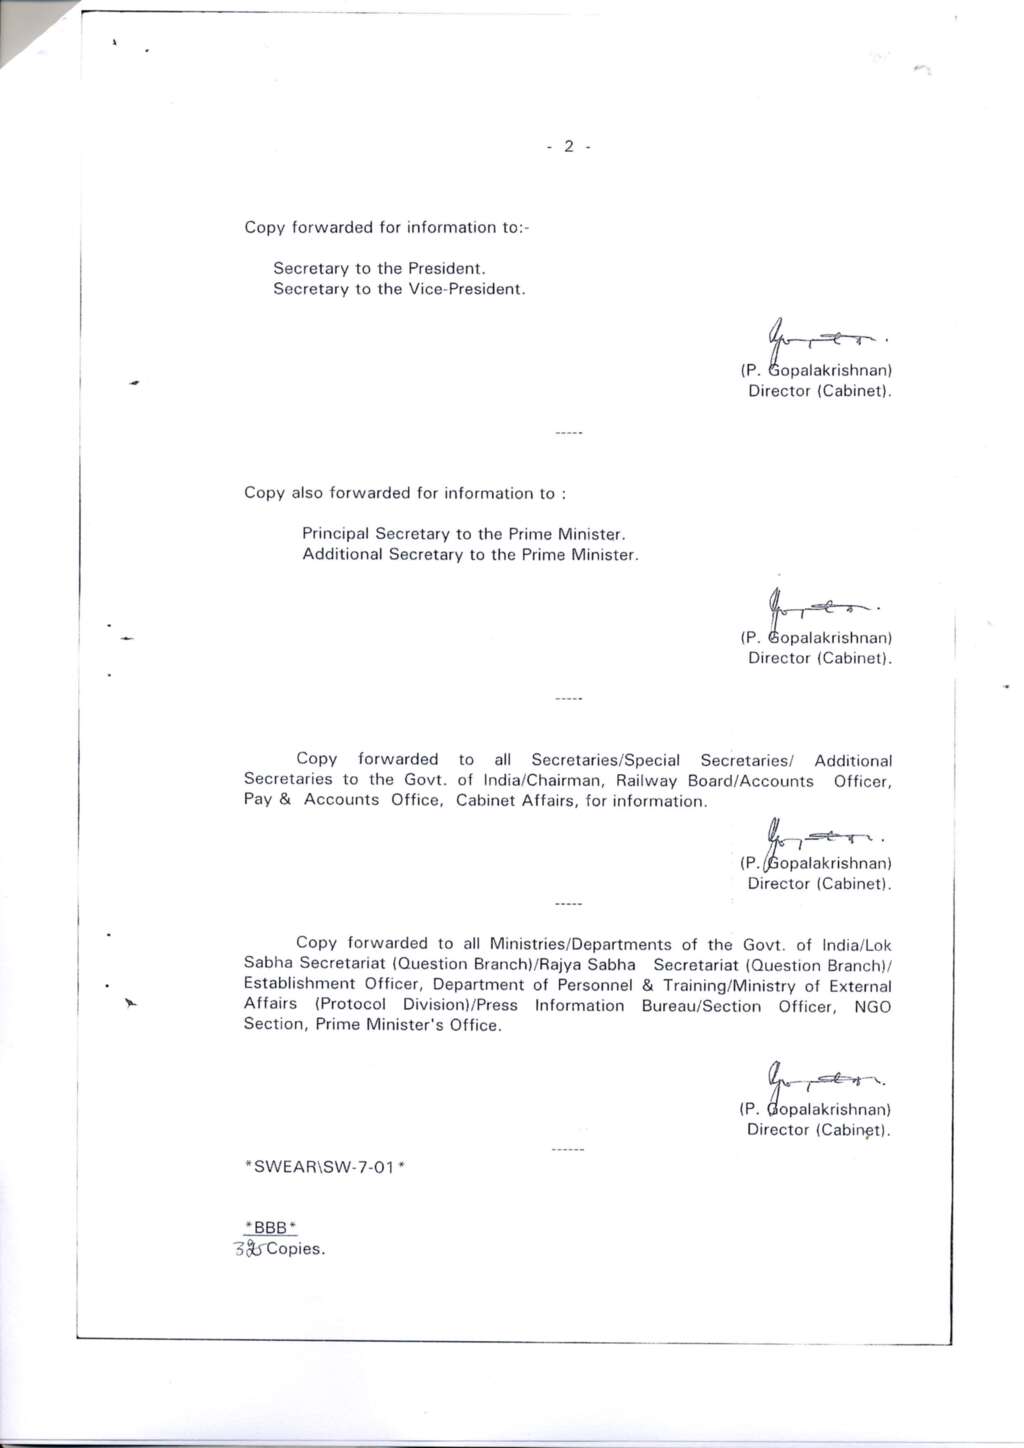 - 2 -
Copy forwarded for information to:-
Secretary to the President.
Secretary to the Vice-President.
(P. Gopalakrishnan)
Director (Cabinet).
-----
Copy also forwarded for information to :
Principal Secretary to the Prime Minister.
Additional Secretary to the Prime Minister.
(P. Gopalakrishnan)
Director (Cabinet).
-----
Copy forwarded to all Secretaries/Special Secretaries/ Additional
Secretaries to the Govt. of India/Chairman, Railway Board/Accounts Officer,
Pay & Accounts Office, Cabinet Affairs, for information.
(P. Gopalakrishnan)
Director (Cabinet).
-----
Copy forwarded to all Ministries/Departments of the Govt. of India/Lok
Sabha Secretariat (Question Branch)/Rajya Sabha Secretariat (Question Branch)/
Establishment Officer, Department of Personnel & Training/Ministry of External
Affairs (Protocol Division)/Press Information Bureau/Section Officer, NGO
Section, Prime Minister's Office.
(P. Gopalakrishnan)
Director (Cabinet).
------
*SWEAR\SW-7-01*
*BBB*
Copies.